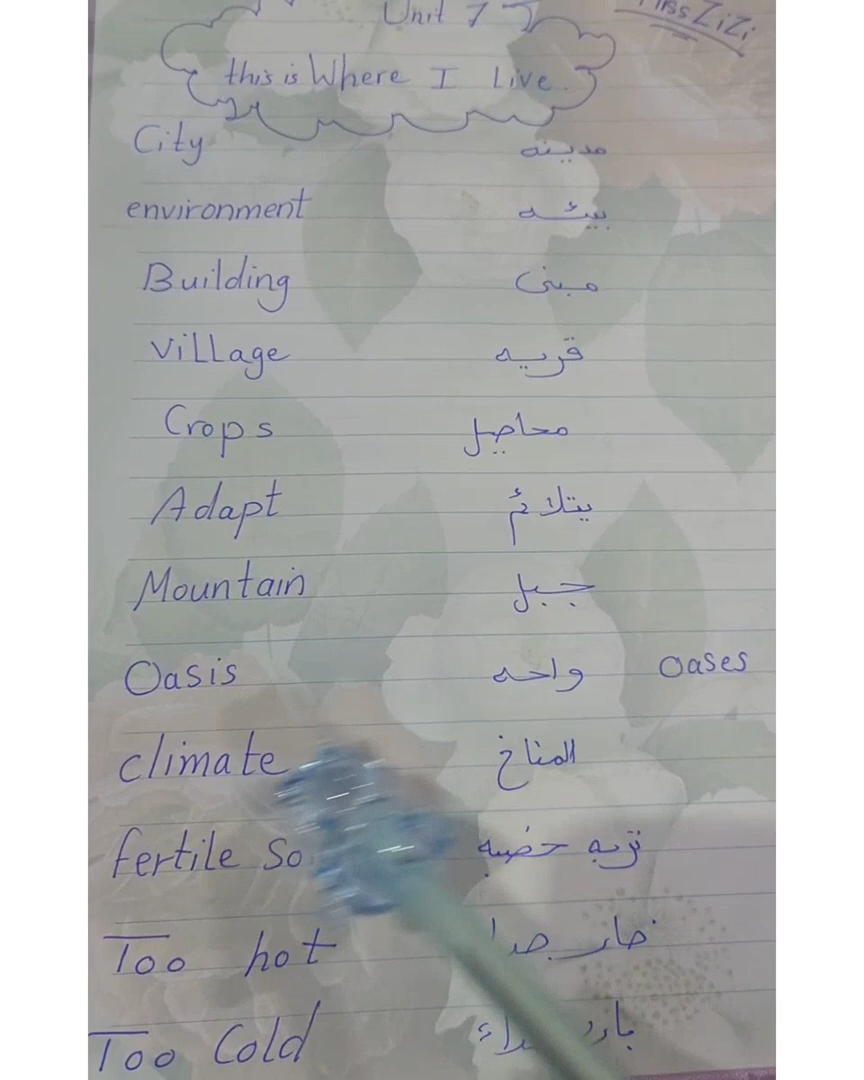 Unit 7
Miss ZiZi
this is Where I Live
City مدينه
environment بيئه
Building مبنى
Village قريه
Crops محاصيل
Adapt يتلائم
Mountain جبل
Oasis واحه Oases
climate المناخ
fertile So تربه خصبه
Too hot حار جدا
Too Cold بارد